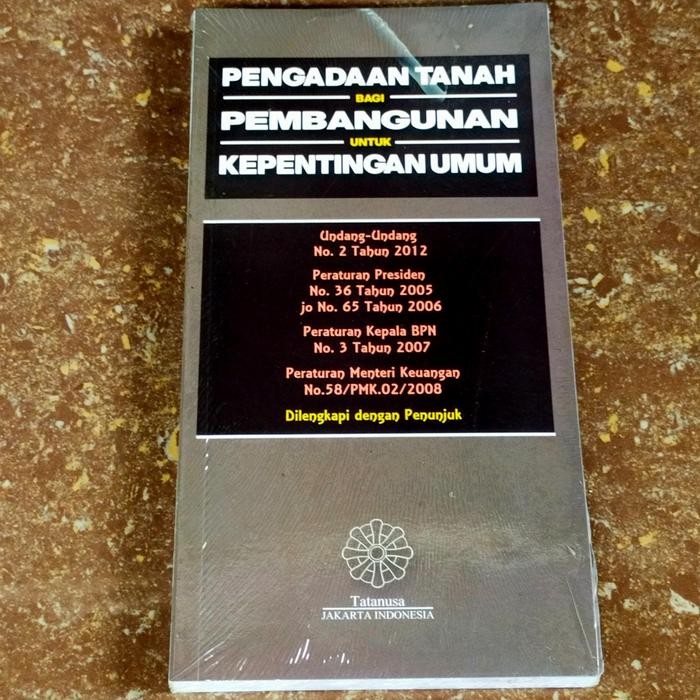 PENGADAAN TANAH
BAGI
PEMBANGUNAN
UNTUK
KEPENTINGAN UMUM
Undang-Undang
No. 2 Tahun 2012
Peraturan Presiden
No. 36 Tahun 2005
jo No. 65 Tahun 2006
Peraturan Kepala BPN
No. 3 Tahun 2007
Peraturan Menteri Keuangan
No.58/PMK.02/2008
Dilengkapi dengan Penunjuk
Tatanusa
JAKARTA INDONESIA